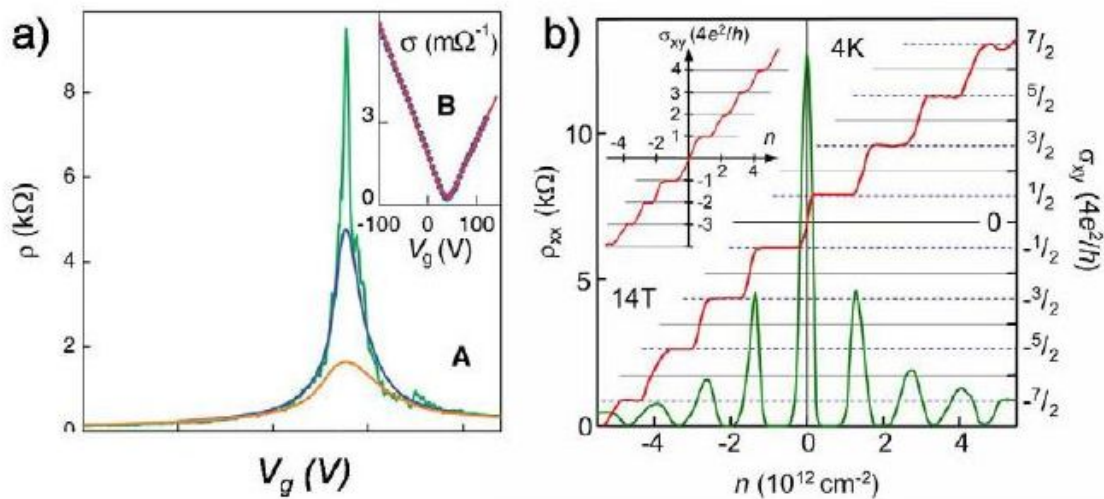 a)
8
6
4
2
0
ρ (kΩ)
V_g (V)
A
σ (mΩ⁻¹)
B
3
0
-100 0 100
V_g (V)
b)
σ_xy (4e²/h)
4
3
2
1
-4 -2
2 4
n
-1
-2
-3
4K
14T
10
5
0
ρ_xx (kΩ)
-4 -2 0 2 4
n (10¹² cm⁻²)
7/2
5/2
3/2
1/2
0
-1/2
-3/2
-5/2
-7/2
σ_xy (4e²/h)